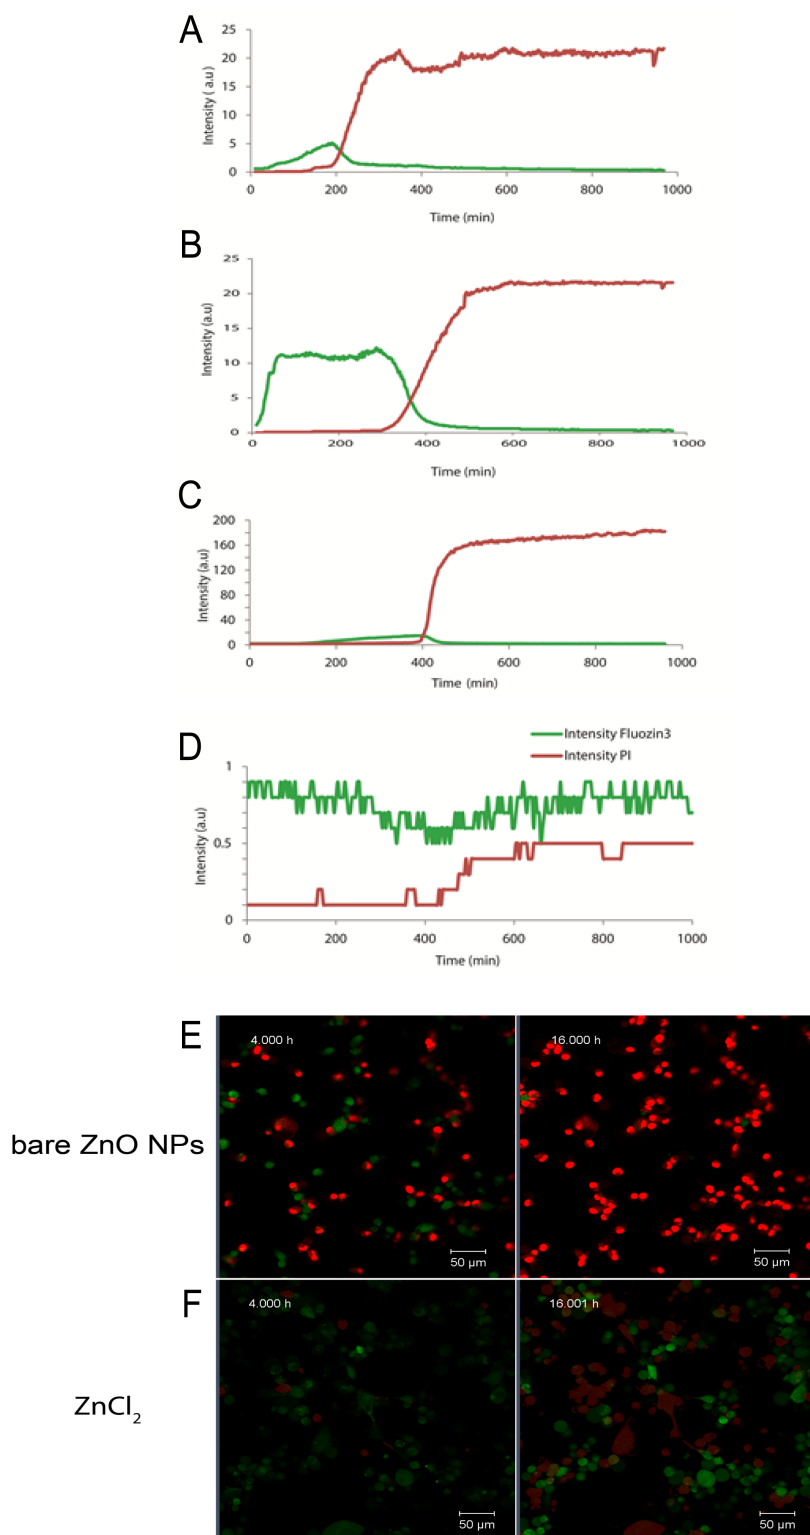 A
25
20
15
10
5
0
Intensity ( a.u)
0 200 400 600 800 1000
Time (min)
B
25
20
15
10
5
0
Intensity (a.u)
0 200 400 600 800 1000
Time (min)
C
200
160
120
80
40
0
Intensity (a.u)
0 200 400 600 800 1000
Time (min)
D
Intensity Fluozin3
Intensity PI
1
0.5
0
Intensity (a.u)
0 200 400 600 800 1000
Time (min)
E
bare ZnO NPs
4.000 h
50 µm
16.000 h
50 µm
F
ZnCl₂
4.000 h
50 µm
16.001 h
50 µm